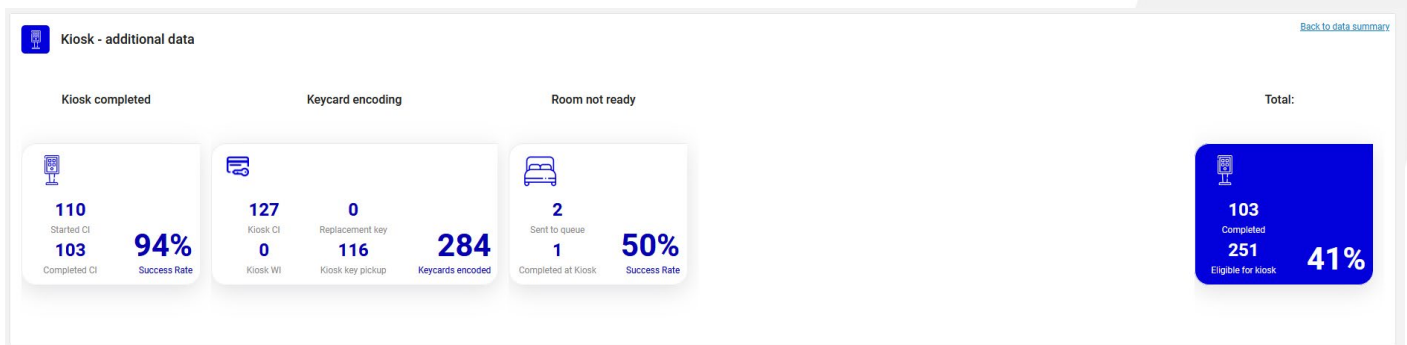 Back to data summary
Kiosk - additional data
Kiosk completed
Keycard encoding
Room not ready
Total:
110
Started CI
103
Completed CI
94%
Success Rate
127
Kiosk CI
0
Replacement key
0
Kiosk WI
116
Kiosk key pickup
284
Keycards encoded
2
Sent to queue
1
Completed at Kiosk
50%
Success Rate
103
Completed
251
Eligible for kiosk
41%